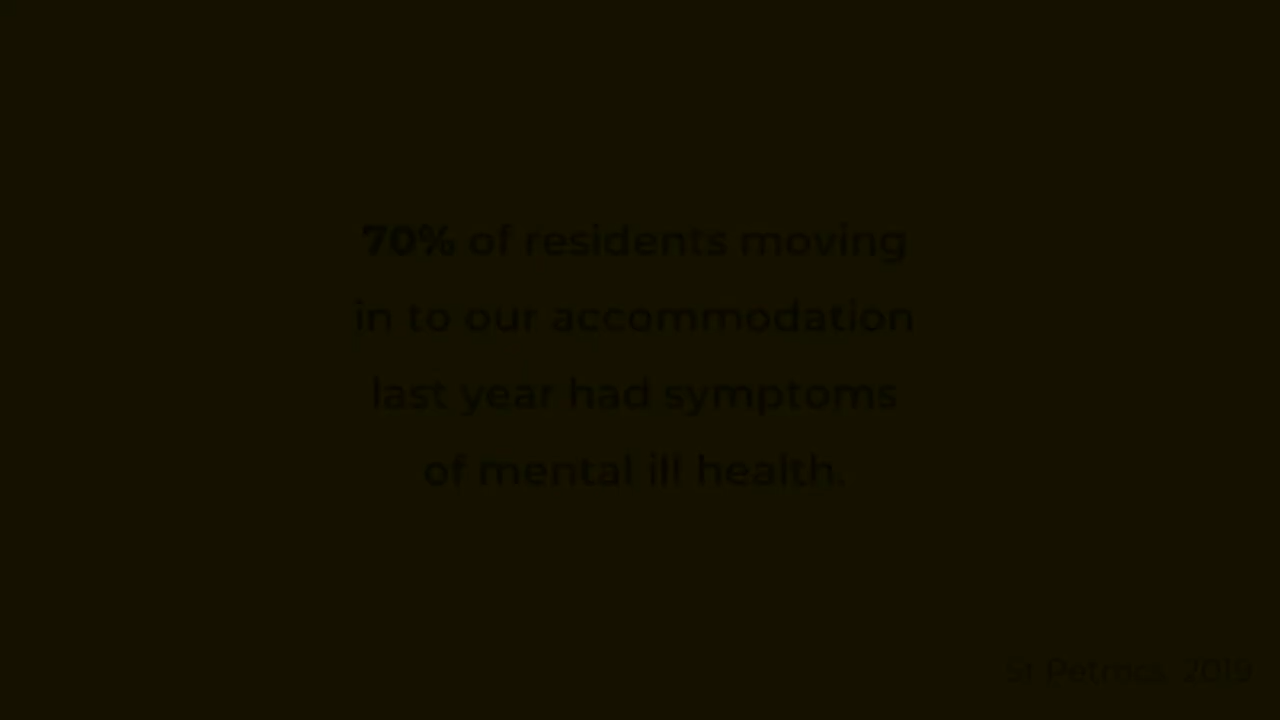 70% of residents moving
in to our accommodation
last year had symptoms
of mental ill health.
St Petrocs, 2019